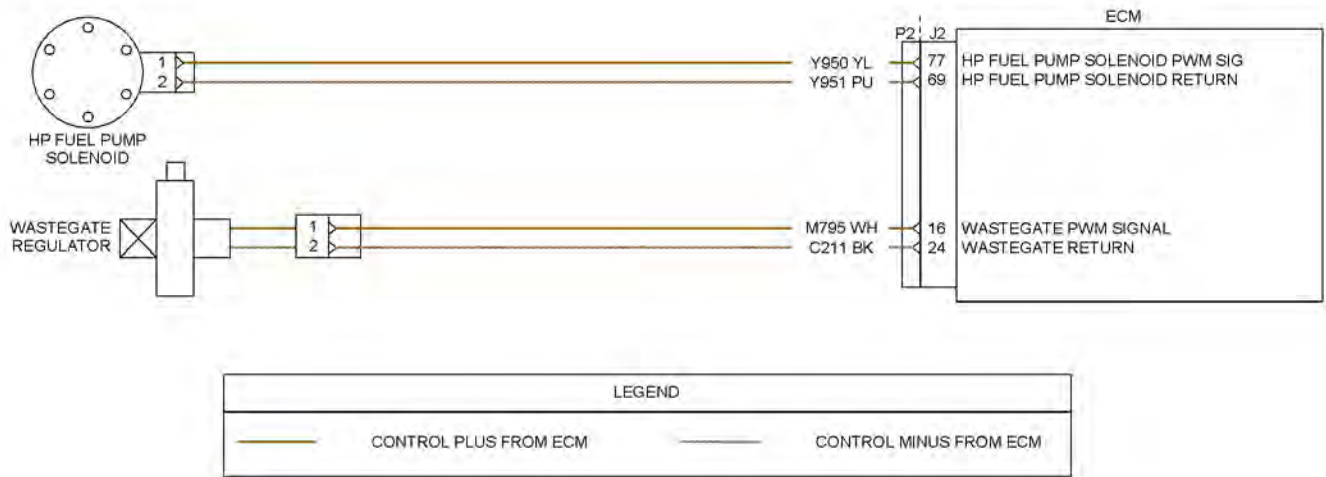 ECM
P2 J2
1 Y950 YL 77 HP FUEL PUMP SOLENOID PWM SIG
2 Y951 PU 69 HP FUEL PUMP SOLENOID RETURN
HP FUEL PUMP
SOLENOID
WASTEGATE
REGULATOR
1 M795 WH 16 WASTEGATE PWM SIGNAL
2 C211 BK 24 WASTEGATE RETURN
LEGEND
CONTROL PLUS FROM ECM CONTROL MINUS FROM ECM